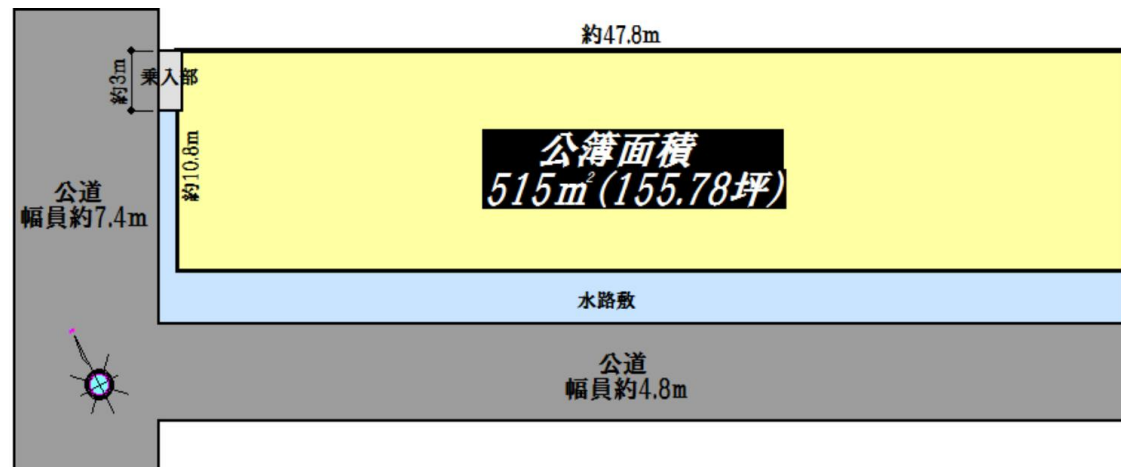 約47.8m
約3m
乗入部
約10.8m
公簿面積
515㎡(155.78坪)
公道
幅員約7.4m
水路敷
公道
幅員約4.8m